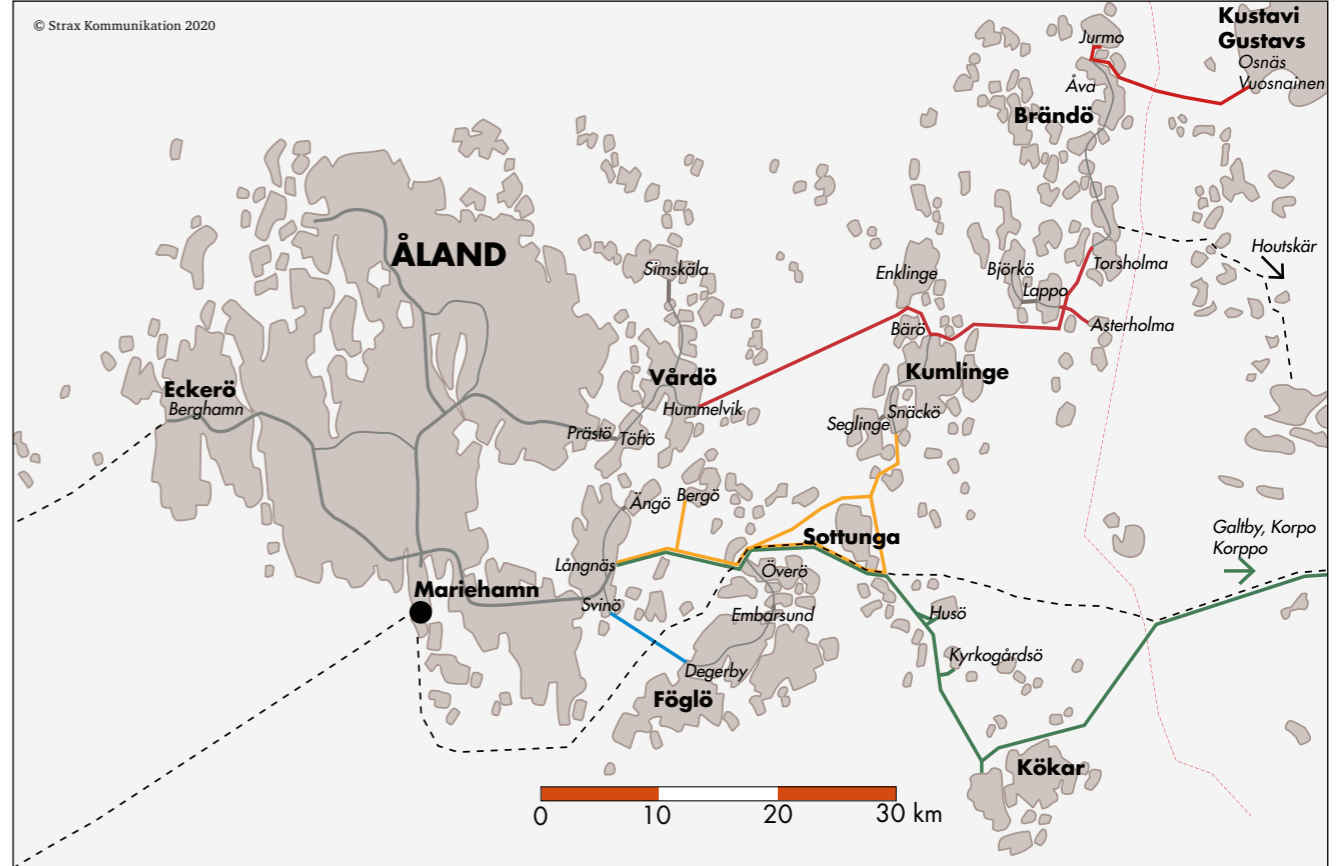 © Strax Kommunikation 2020
Kustavi
Gustavs
Osnäs
Vuosnainen
Jurmo
Åva
Brändö
ÅLAND
Houtskär
Simskäla
Enklinge
Björkö
Torsholma
Lappo
Asterholma
Bärö
Vårdö
Kumlinge
Eckerö
Berghamn
Hummelvik
Snäckö
Seglinge
Prästö
Töftö
Ängö
Bergö
Sottunga
Galtby, Korpo
Korppo
Långnäs
Överö
Mariehamn
Svinö
Embarsund
Husö
Kyrkogårdsö
Degerby
Föglö
Kökar
0 10 20 30 km